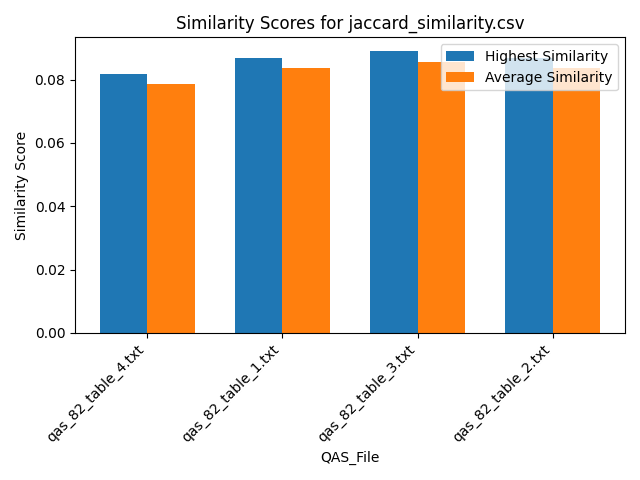 Similarity Scores for jaccard_similarity.csv
Highest Similarity
Average Similarity
Similarity Score
0.08
0.06
0.04
0.02
0.00
qas_82_table_4.txt
qas_82_table_1.txt
qas_82_table_3.txt
qas_82_table_2.txt
QAS_File